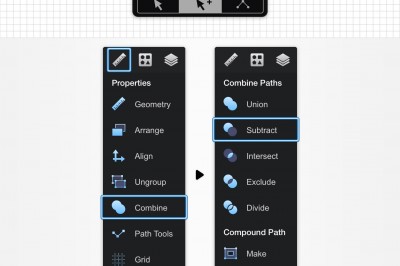 Properties
Geometry
Arrange
Align
Ungroup
Combine
Path Tools
Grid
Combine Paths
Union
Subtract
Intersect
Exclude
Divide
Compound Path
Make